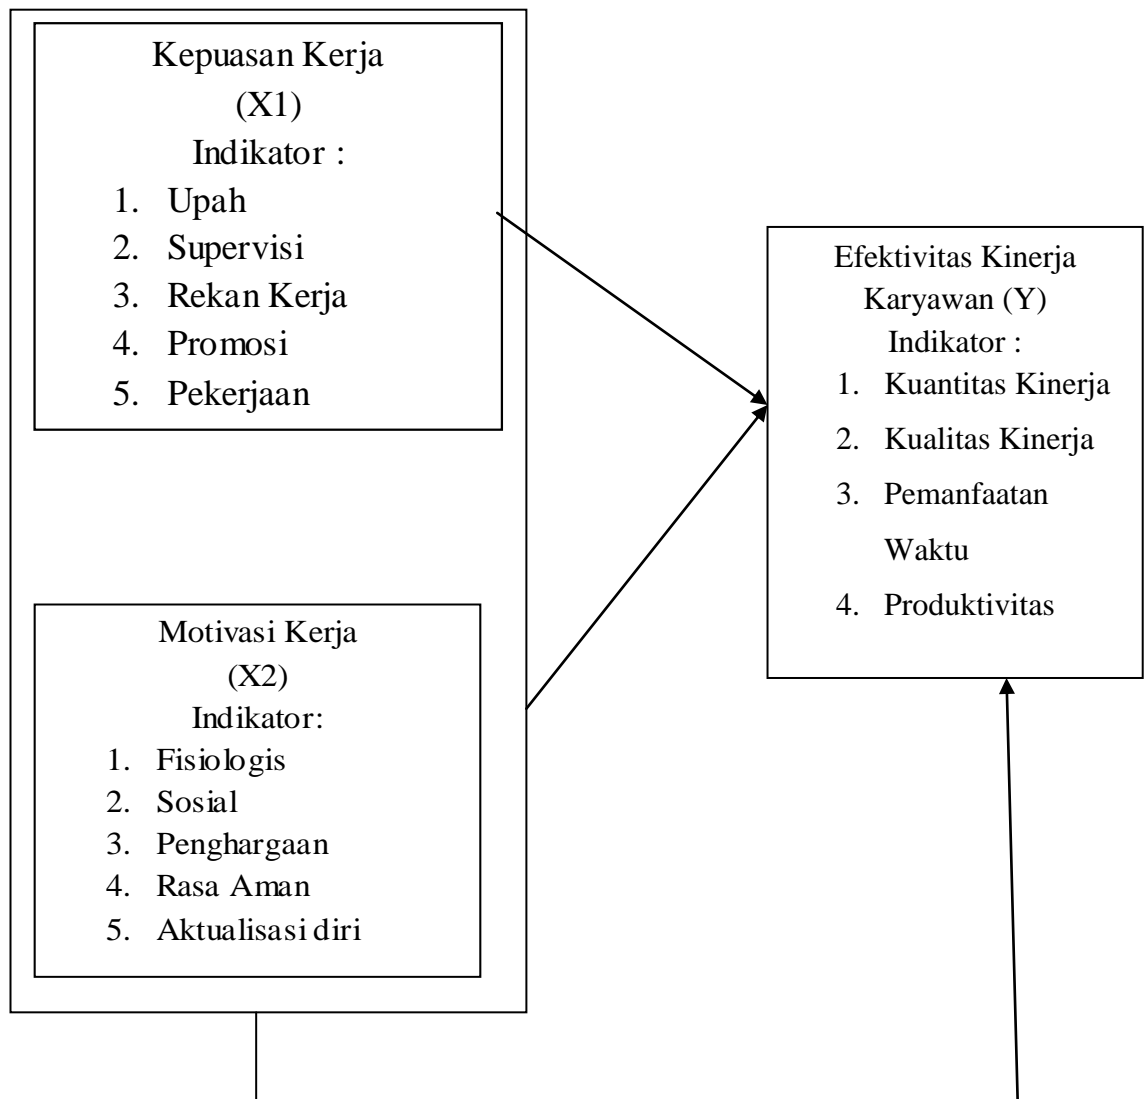 Kepuasan Kerja
(X1)
Indikator :
1. Upah
2. Supervisi
3. Rekan Kerja
4. Promosi
5. Pekerjaan
Efektivitas Kinerja
Karyawan (Y)
Indikator :
1. Kuantitas Kinerja
2. Kualitas Kinerja
3. Pemanfaatan
Waktu
4. Produktivitas
Motivasi Kerja
(X2)
Indikator:
1. Fisiologis
2. Sosial
3. Penghargaan
4. Rasa Aman
5. Aktualisasi diri